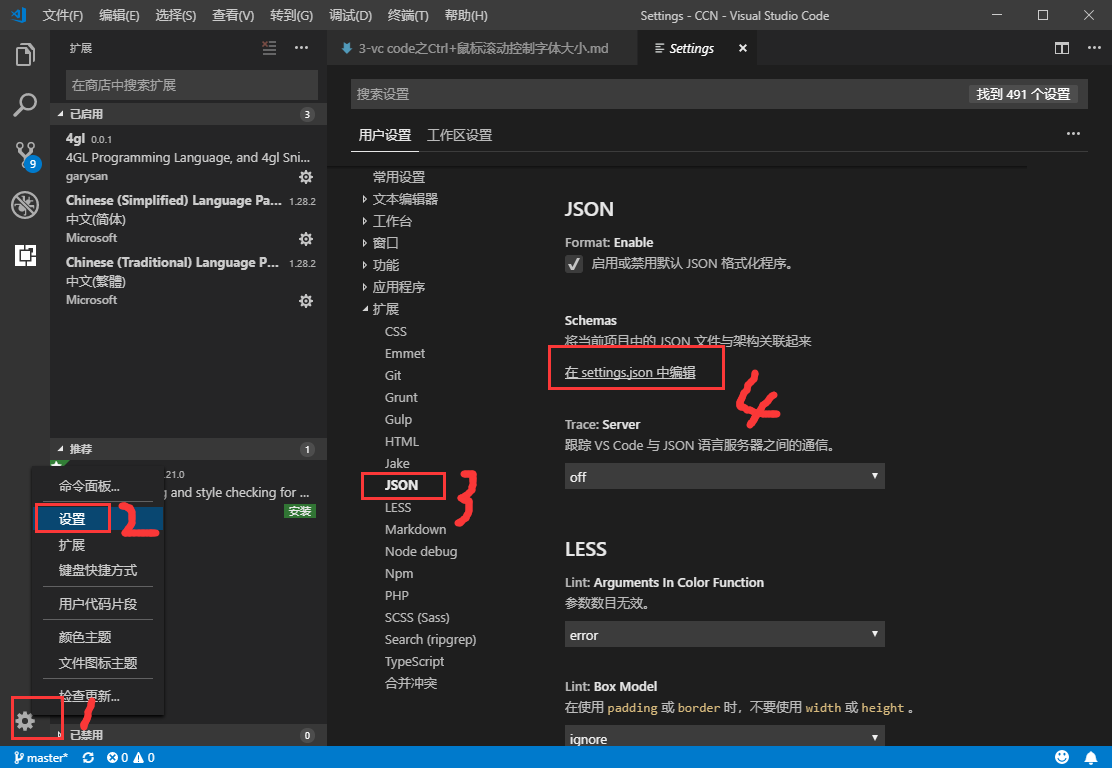 文件(F) 编辑(E) 选择(S) 查看(V) 转到(G) 调试(D) 终端(T) 帮助(H) Settings - CCN - Visual Studio Code
扩展
3-vc code之Ctrl+鼠标滚动控制字体大小.md
Settings
在商店中搜索扩展
已启用 3
4gl 0.0.1
4GL Programming Language, and 4gl Sni...
garysan
Chinese (Simplified) Language Pa... 1.28.2
中文(简体)
Microsoft
Chinese (Traditional) Language P... 1.28.2
中文(繁體)
Microsoft
9
推荐 1
.21.0
and style checking for ...
安装
命令面板...
设置 2
扩展
键盘快捷方式
用户代码片段
颜色主题
文件图标主题
检查更新...
1
已禁用 0
搜索设置 找到 491 个设置
用户设置 工作区设置
常用设置
文本编辑器
工作台
窗口
功能
应用程序
扩展
CSS
Emmet
Git
Grunt
Gulp
HTML
Jake
JSON 3
LESS
Markdown
Node debug
Npm
PHP
SCSS (Sass)
Search (ripgrep)
TypeScript
合并冲突
JSON
Format: Enable
启用或禁用默认 JSON 格式化程序。
Schemas
将当前项目中的 JSON 文件与架构关联起来
在 settings.json 中编辑 4
Trace: Server
跟踪 VS Code 与 JSON 语言服务器之间的通信。
off
LESS
Lint: Arguments In Color Function
参数数目无效。
error
Lint: Box Model
在使用 padding 或 border 时，不要使用 width 或 height 。
ignore
master* 0 0